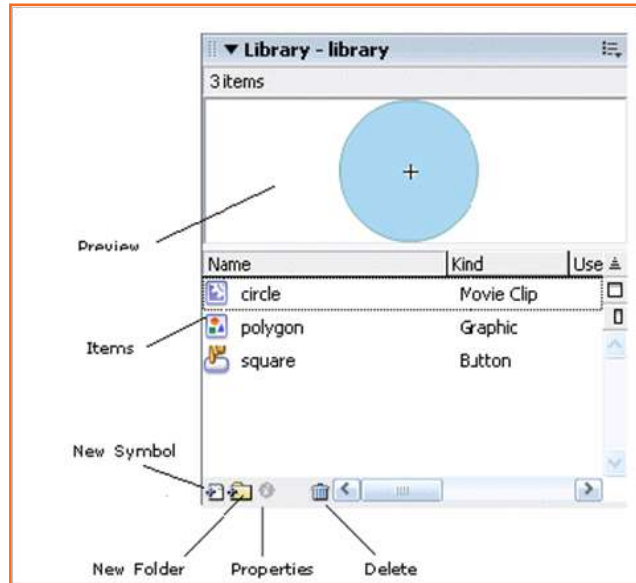 Library - library
3 items
Preview
Name Kind Use
circle Movie Clip
polygon Graphic
Items
square Button
New Symbol
New Folder Properties Delete